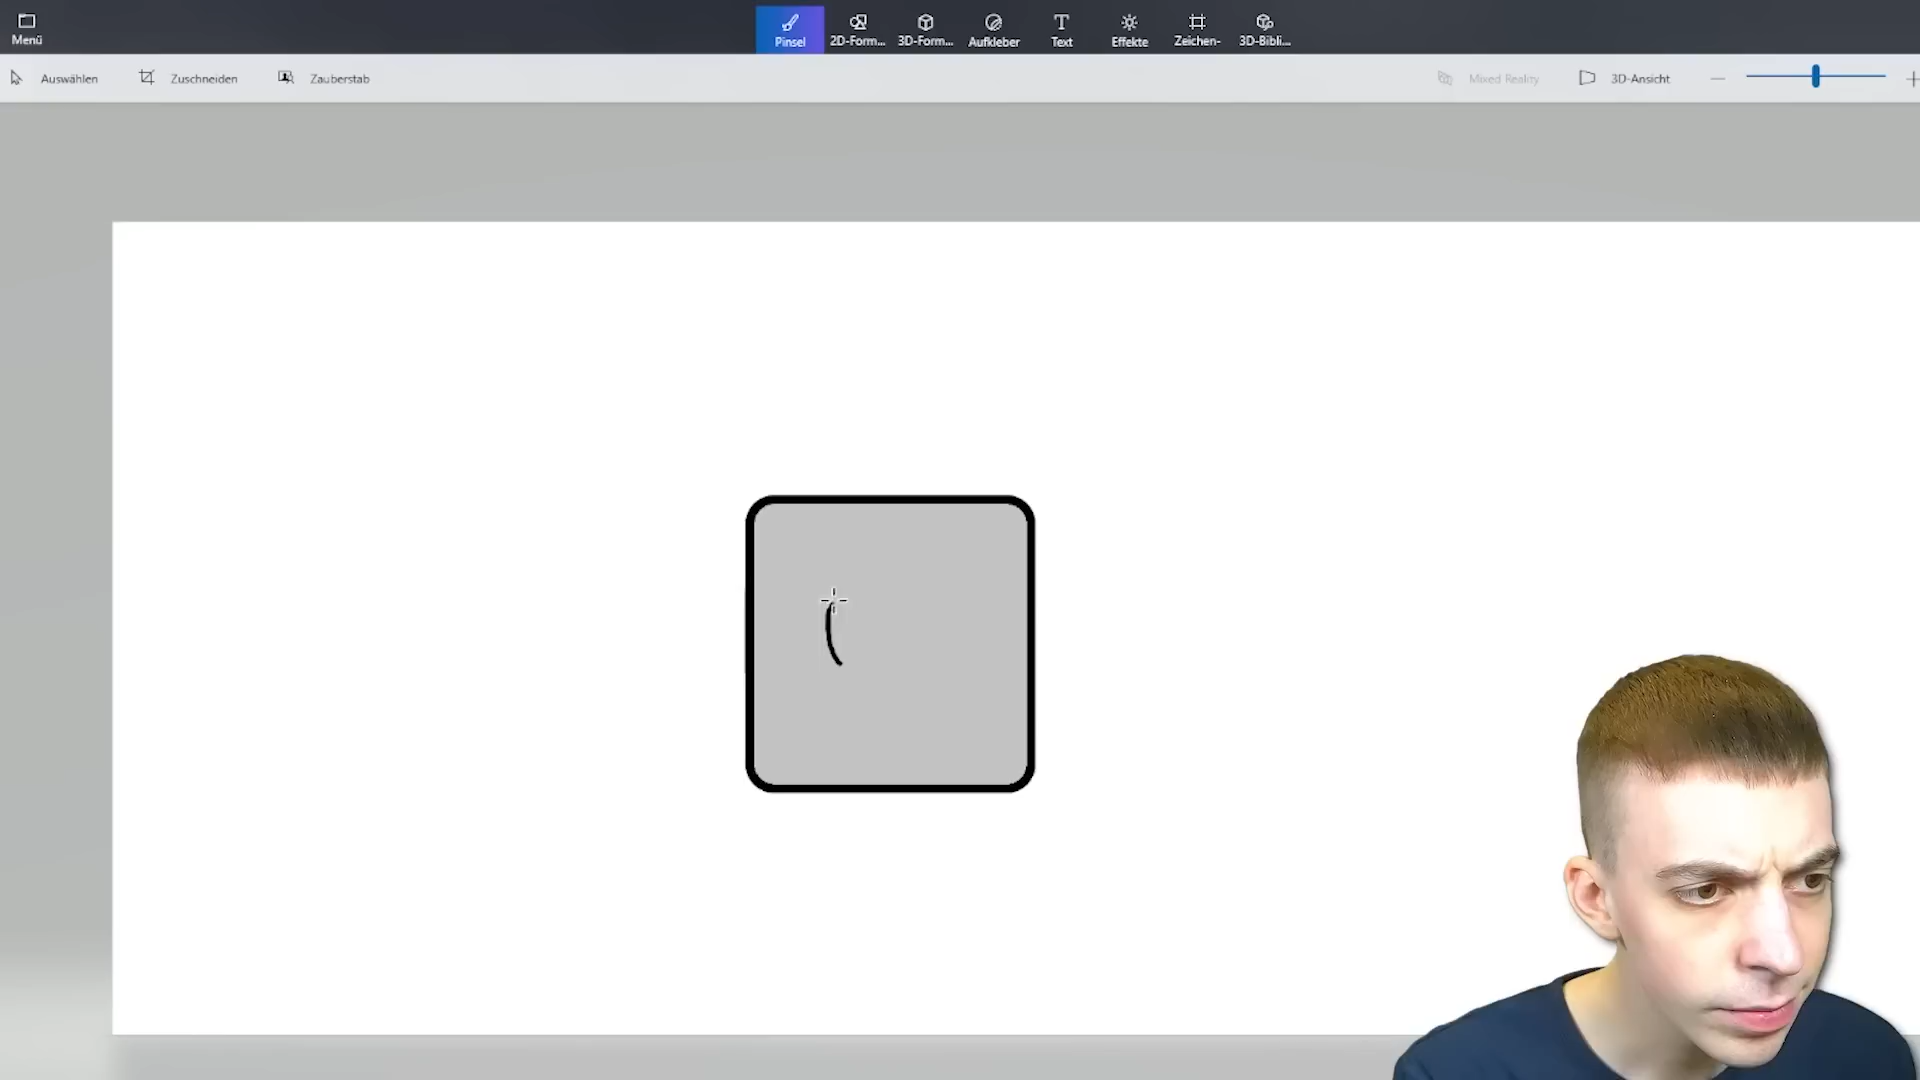 Menü
Pinsel
2D-Form...
3D-Form...
Aufkleber
Text
Effekte
Zeichen-
3D-Bibli...
Auswählen
Zuschneiden
Zauberstab
Mixed Reality
3D-Ansicht